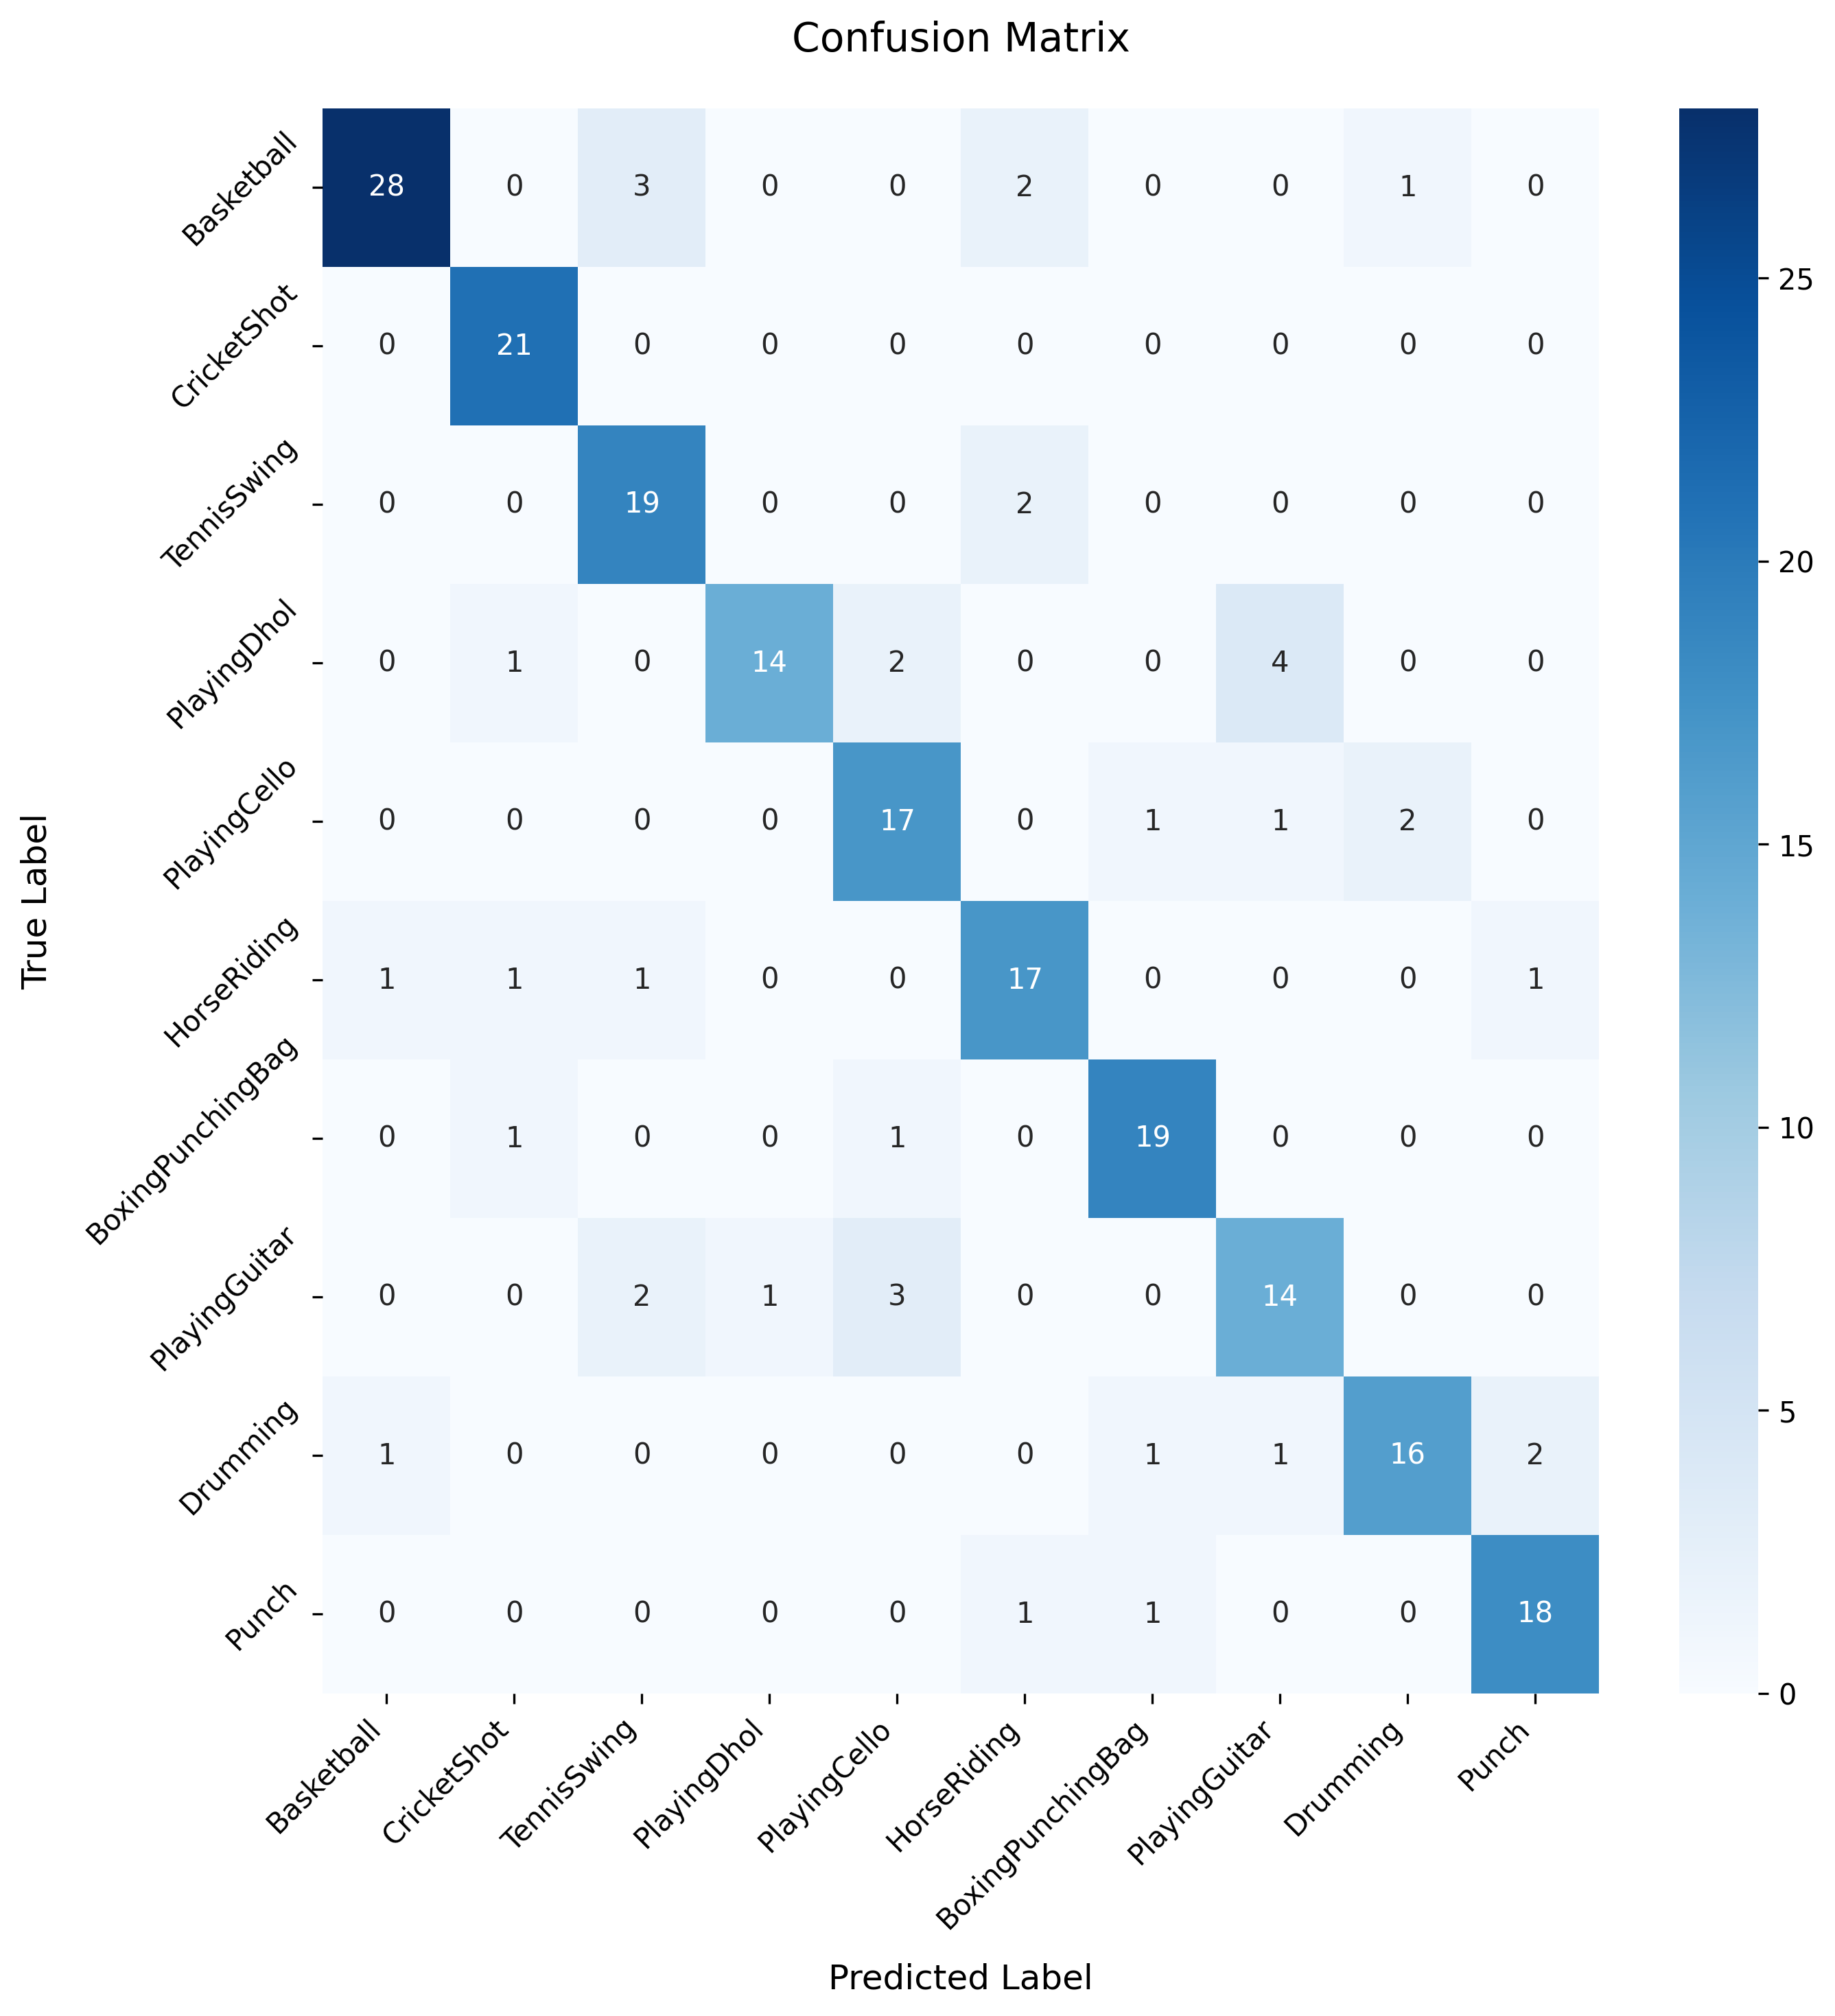 Confusion Matrix
True Label
Basketball 28 0 3 0 0 2 0 0 1 0
CricketShot 0 21 0 0 0 0 0 0 0 0
TennisSwing 0 0 19 0 0 2 0 0 0 0
PlayingDhol 0 1 0 14 2 0 0 4 0 0
PlayingCello 0 0 0 0 17 0 1 1 2 0
HorseRiding 1 1 1 0 0 17 0 0 0 1
BoxingPunchingBag 0 1 0 0 1 0 19 0 0 0
PlayingGuitar 0 0 2 1 3 0 0 14 0 0
Drumming 1 0 0 0 0 0 1 1 16 2
Punch 0 0 0 0 0 1 1 0 0 18
Basketball CricketShot TennisSwing PlayingDhol PlayingCello HorseRiding BoxingPunchingBag PlayingGuitar Drumming Punch
Predicted Label
25
20
15
10
5
0